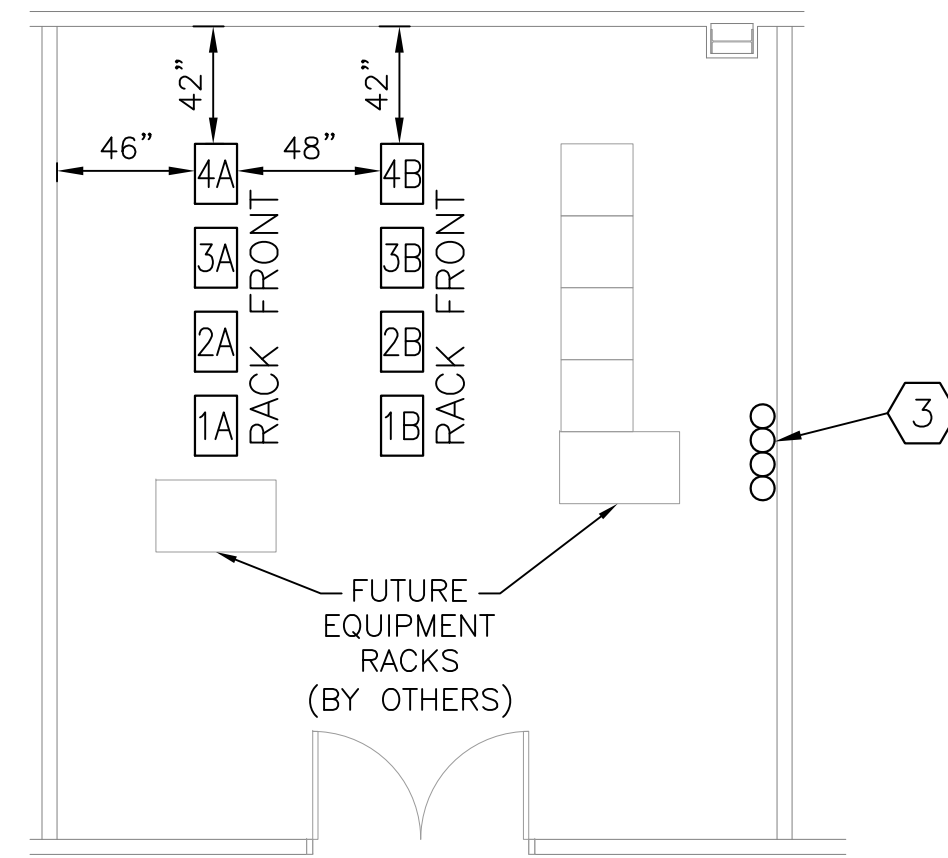 42”
42”
46”
48”
4A
4B
3A
3B
2A
2B
1A
1B
RACK FRONT
RACK FRONT
3
FUTURE
EQUIPMENT
RACKS
(BY OTHERS)